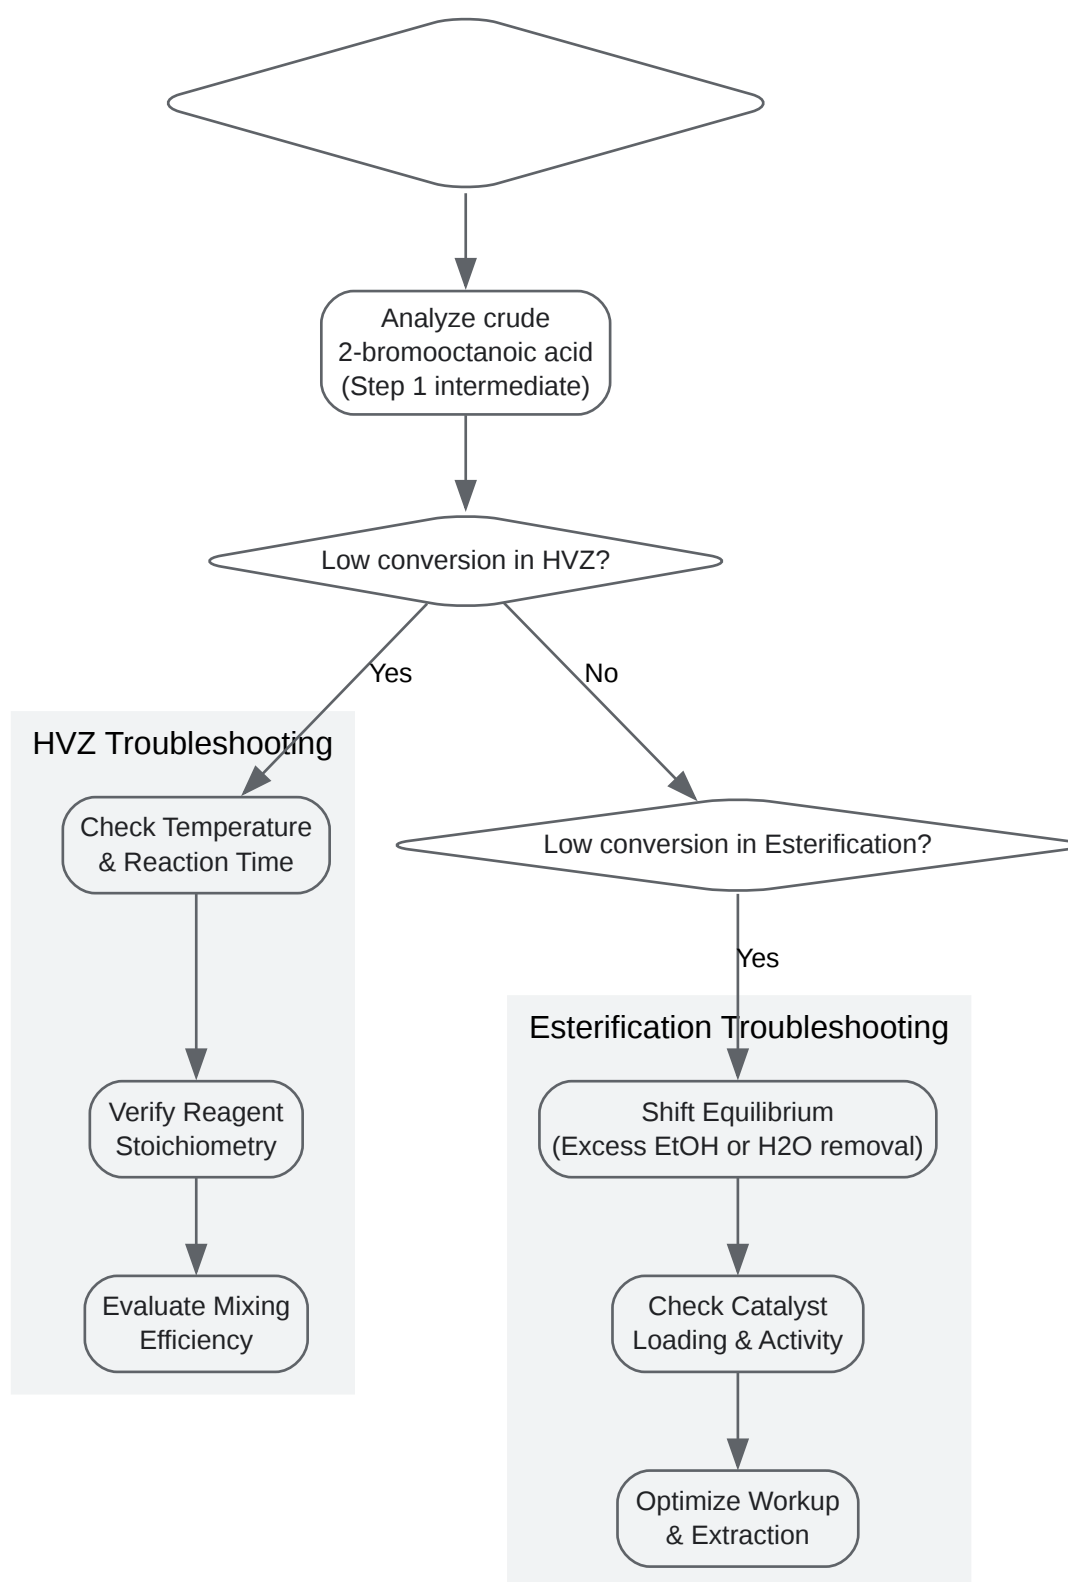 Analyze crude
2-bromooctanoic acid
(Step 1 intermediate)
Low conversion in HVZ?
Yes
No
HVZ Troubleshooting
Check Temperature
& Reaction Time
Low conversion in Esterification?
Yes
Esterification Troubleshooting
Verify Reagent
Stoichiometry
Shift Equilibrium
(Excess EtOH or H2O removal)
Evaluate Mixing
Efficiency
Check Catalyst
Loading & Activity
Optimize Workup
& Extraction